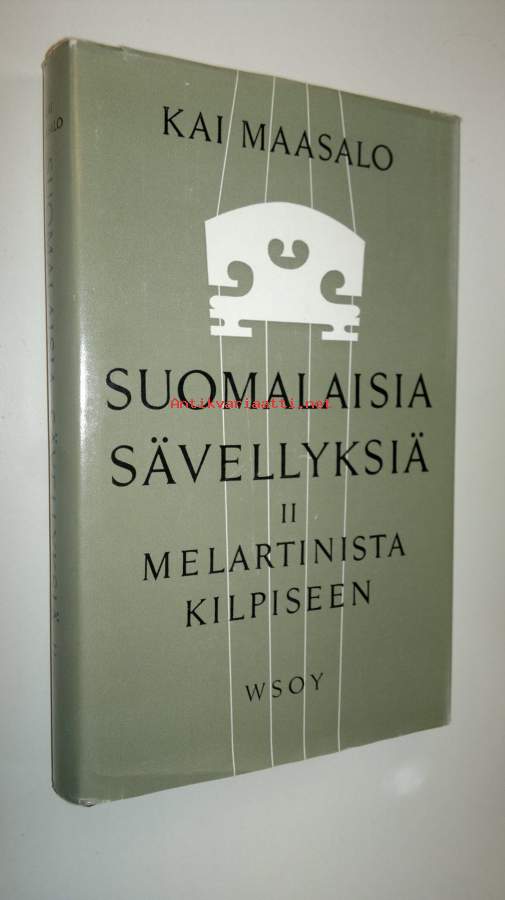 KAI MAASALO
SUOMALAISIA
Antikvariaatti.net
SÄVELLYKSIÄ
II
MELARTINISTA
KILPISEEN
WSOY